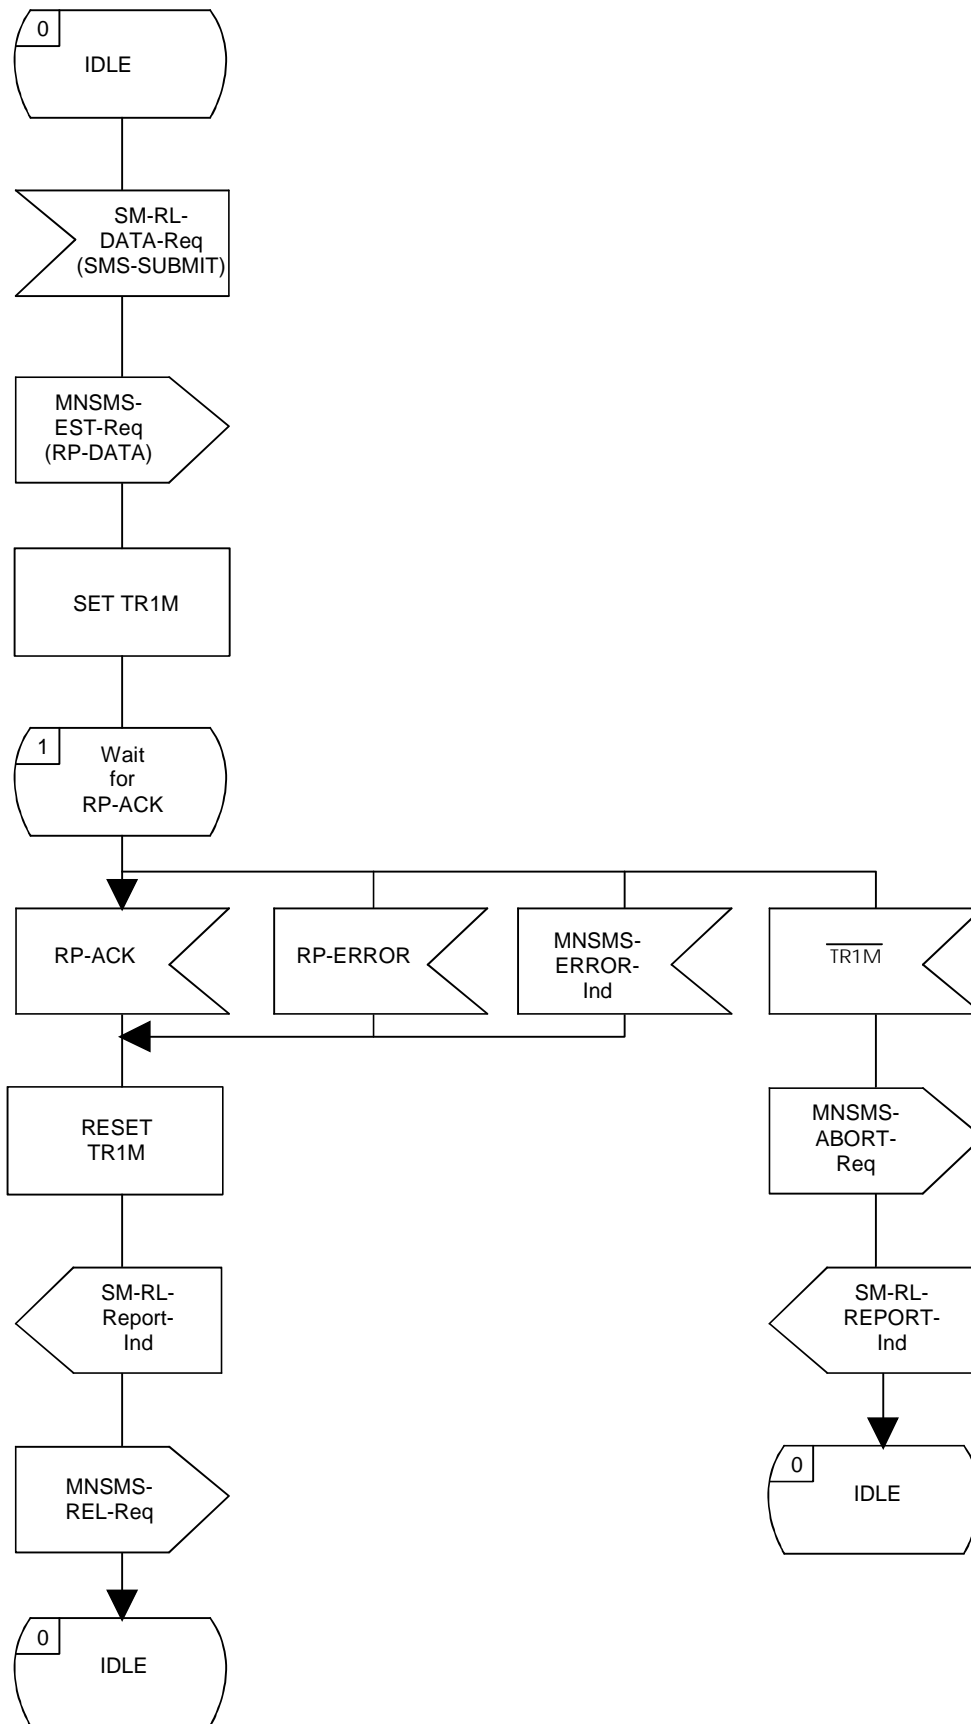 0
IDLE
SM-RL-
DATA-Req
(SMS-SUBMIT)
MNSMS-
EST-Req
(RP-DATA)
SET TR1M
1
Wait
for
RP-ACK
RP-ACK
RP-ERROR
MNSMS-
ERROR-
Ind
TR1M
RESET
TR1M
MNSMS-
ABORT-
Req
SM-RL-
Report-
Ind
SM-RL-
REPORT-
Ind
MNSMS-
REL-Req
0
IDLE
0
IDLE